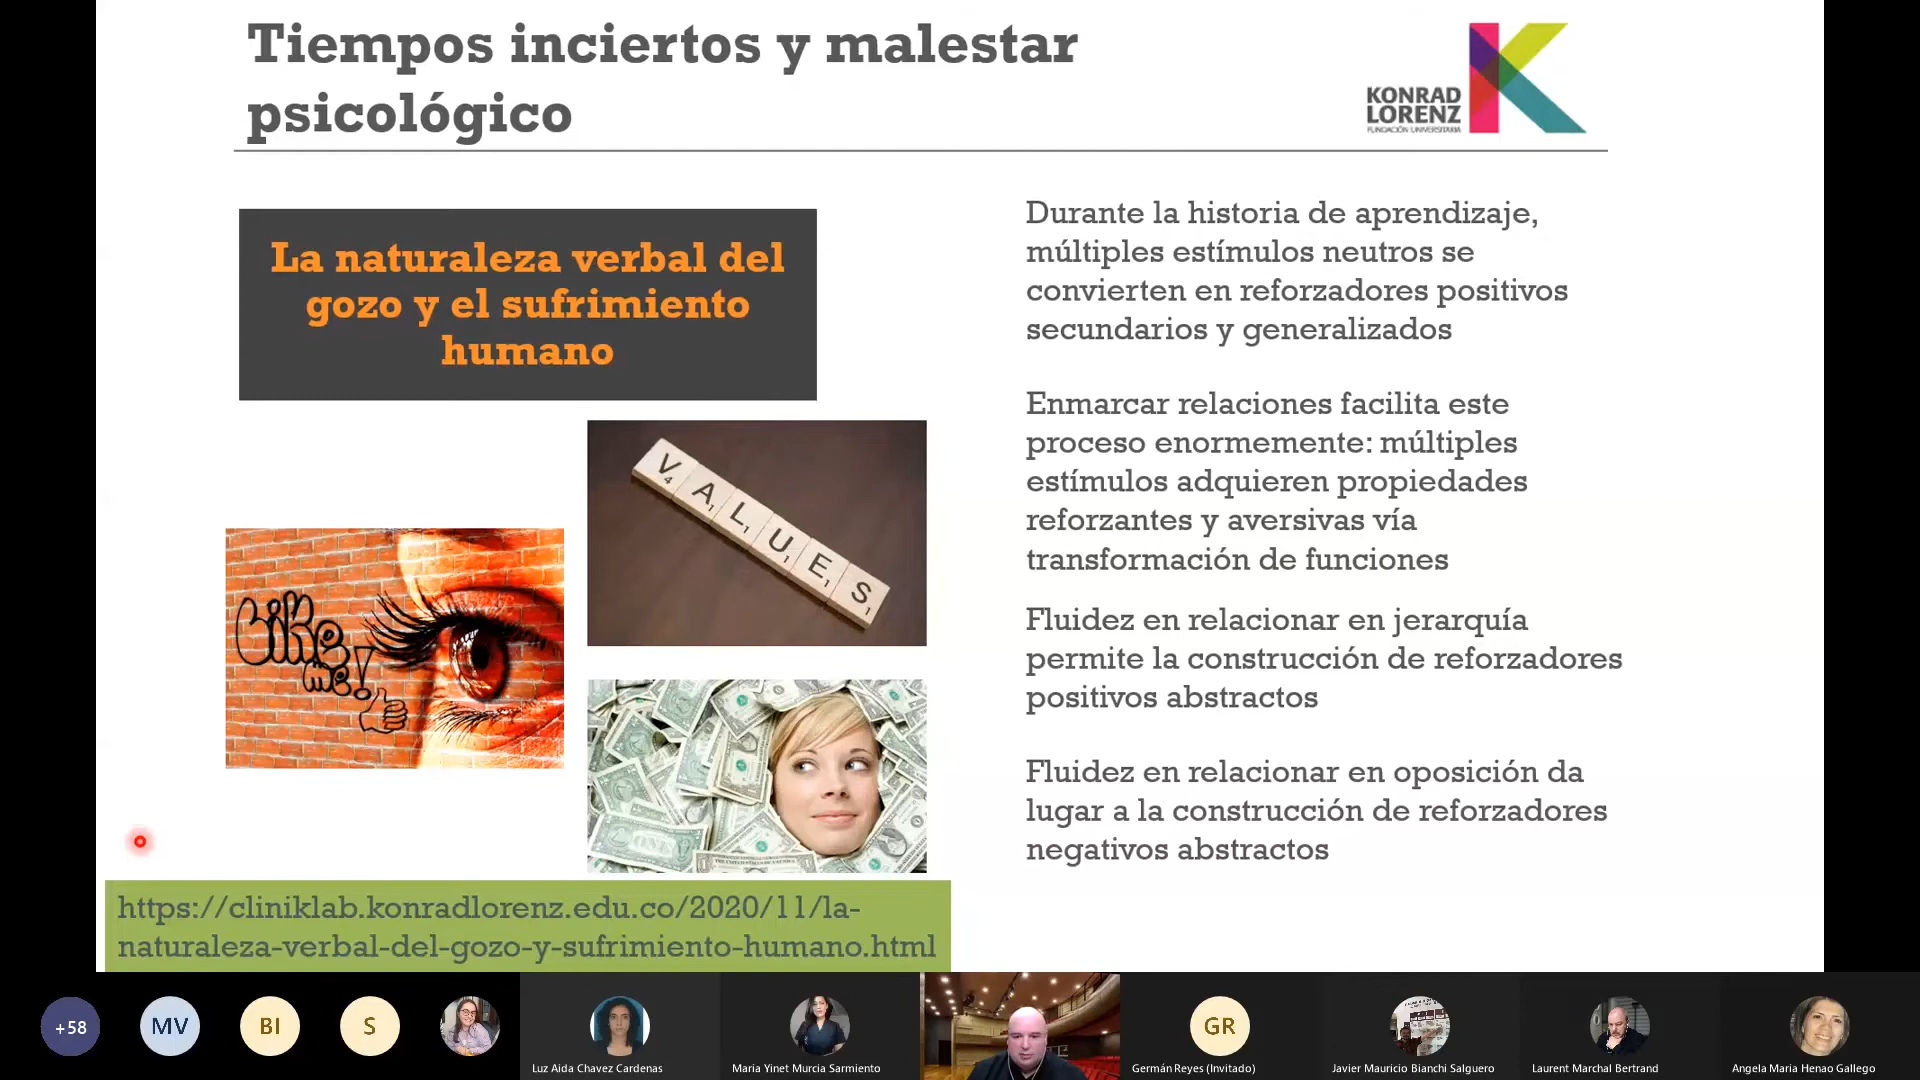 Tiempos inciertos y malestar
psicológico
KONRAD
LORENZ
FUNDACIÓN UNIVERSITARIA
La naturaleza verbal del
gozo y el sufrimiento
humano
VALUES
Like
me!
Durante la historia de aprendizaje,
múltiples estímulos neutros se
convierten en reforzadores positivos
secundarios y generalizados
Enmarcar relaciones facilita este
proceso enormemente: múltiples
estímulos adquieren propiedades
reforzantes y aversivas vía
transformación de funciones
Fluidez en relacionar en jerarquía
permite la construcción de reforzadores
positivos abstractos
Fluidez en relacionar en oposición da
lugar a la construcción de reforzadores
negativos abstractos
https://cliniklab.konradlorenz.edu.co/2020/11/la-
naturaleza-verbal-del-gozo-y-sufrimiento-humano.html
+58
MV
BI
S
GR
Luz Aida Chavez Cardenas
Maria Yinet Murcia Sarmiento
Germán Reyes (Invitado)
Javier Mauricio Bianchi Salguero
Laurent Marchal Bertrand
Angela Maria Henao Gallego